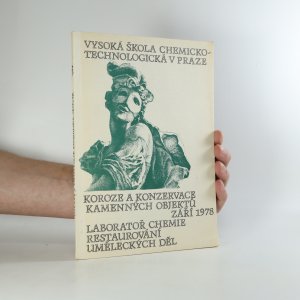 VYSOKÁ ŠKOLA CHEMICKO-
TECHNOLOGICKÁ V PRAZE
KOROZE A KONZERVACE
KAMENNÝCH OBJEKTŮ
ZÁŘÍ 1978
LABORATOŘ CHEMIE
RESTAUROVÁNÍ
UMĚLECKÝCH DĚL